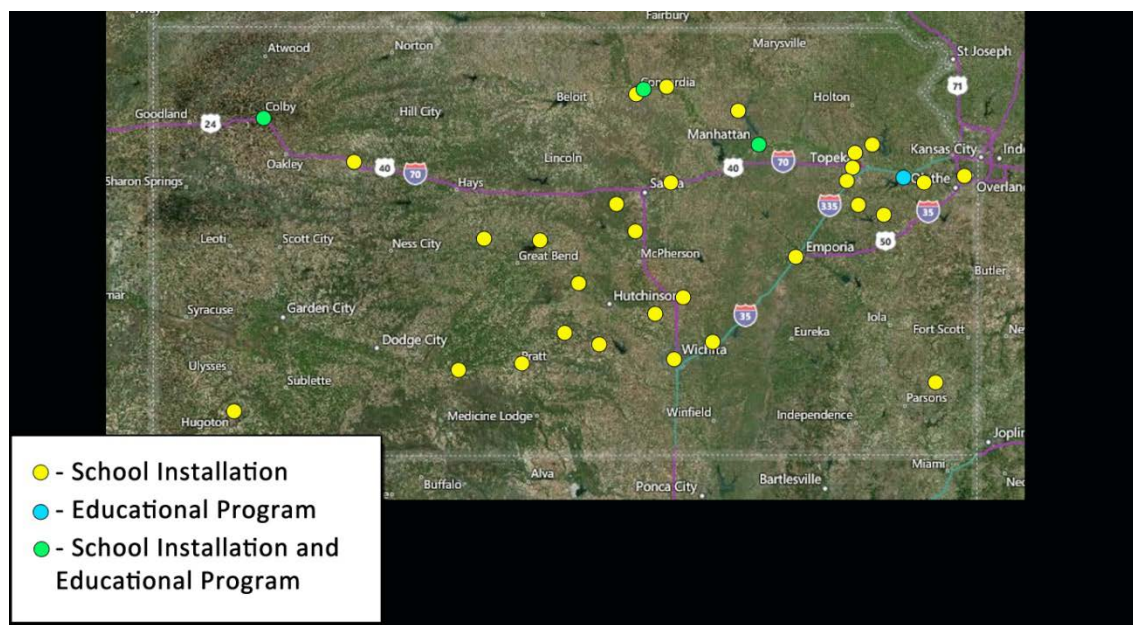 Fairbury
Atwood
Norton
Marysville
St Joseph
Concordia
71
Beloit
Holton
Goodland
24
Colby
Hill City
Manhattan
Kansas City
Oakley
40
70
Lincoln
40
70
Sharon Springs
Hays
335
Overland
35
Leoti
Scott City
Ness City
Great Bend
McPherson
Emporia
50
Butler
Syracuse
Garden City
Hutchinson
35
Iola
Dodge City
Eureka
Fort Scott
Ulysses
Sublette
Pratt
Wichita
Parsons
Hugoton
Medicine Lodge
Winfield
Independence
Joplin
Miami
Alva
Buffalo
Ponca City
Bartlesville
- School Installation
- Educational Program
- School Installation and
Educational Program